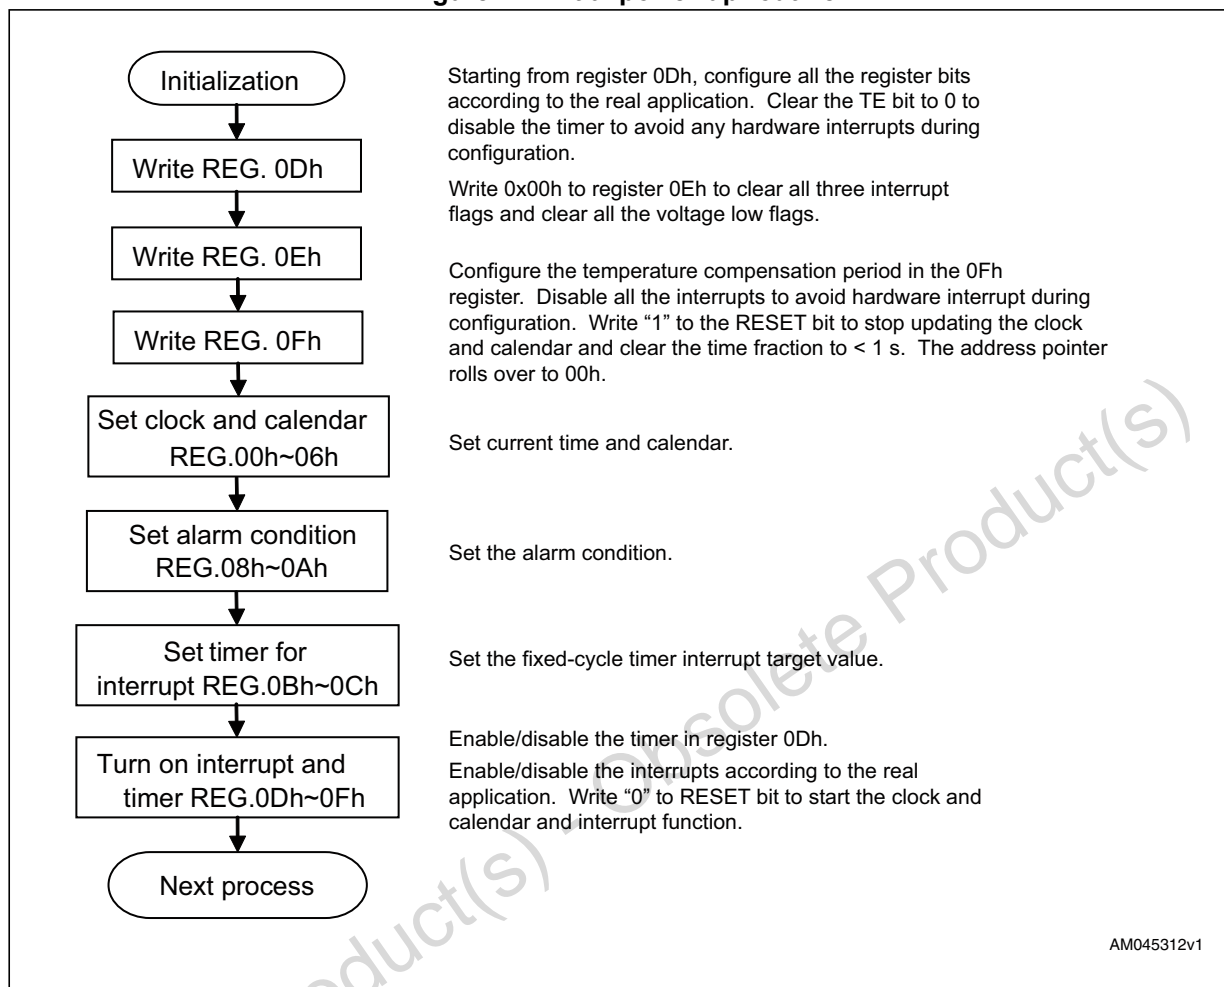 Initialization
Starting from register 0Dh, configure all the register bits
according to the real application.  Clear the TE bit to 0 to
disable the timer to avoid any hardware interrupts during
configuration.
Write REG. 0Dh
Write 0x00h to register 0Eh to clear all three interrupt
flags and clear all the voltage low flags.
Write REG. 0Eh
Configure the temperature compensation period in the 0Fh
register.  Disable all the interrupts to avoid hardware interrupt during
configuration.  Write “1” to the RESET bit to stop updating the clock
and calendar and clear the time fraction to < 1 s.  The address pointer
rolls over to 00h.
Write REG. 0Fh
Set clock and calendar
REG.00h~06h
Set current time and calendar.
Set alarm condition
REG.08h~0Ah
Set the alarm condition.
Set timer for
interrupt REG.0Bh~0Ch
Set the fixed-cycle timer interrupt target value.
Turn on interrupt and
timer REG.0Dh~0Fh
Enable/disable the timer in register 0Dh.
Enable/disable the interrupts according to the real
application.  Write “0” to RESET bit to start the clock and
calendar and interrupt function.
Next process
AM045312v1
- Obsolete Product(s)